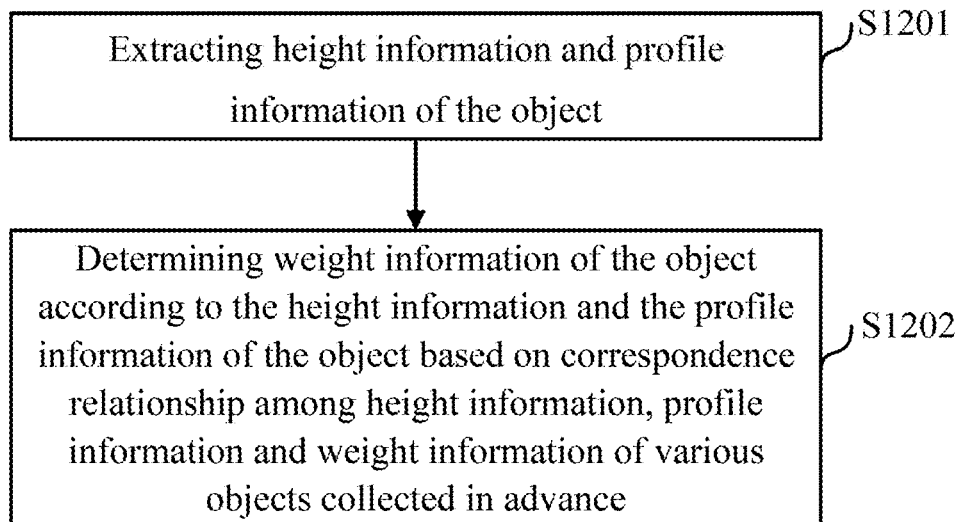 Extracting height information and profile
information of the object
S1201
Determining weight information of the object
according to the height information and the profile
information of the object based on correspondence
relationship among height information, profile
information and weight information of various
objects collected in advance
S1202